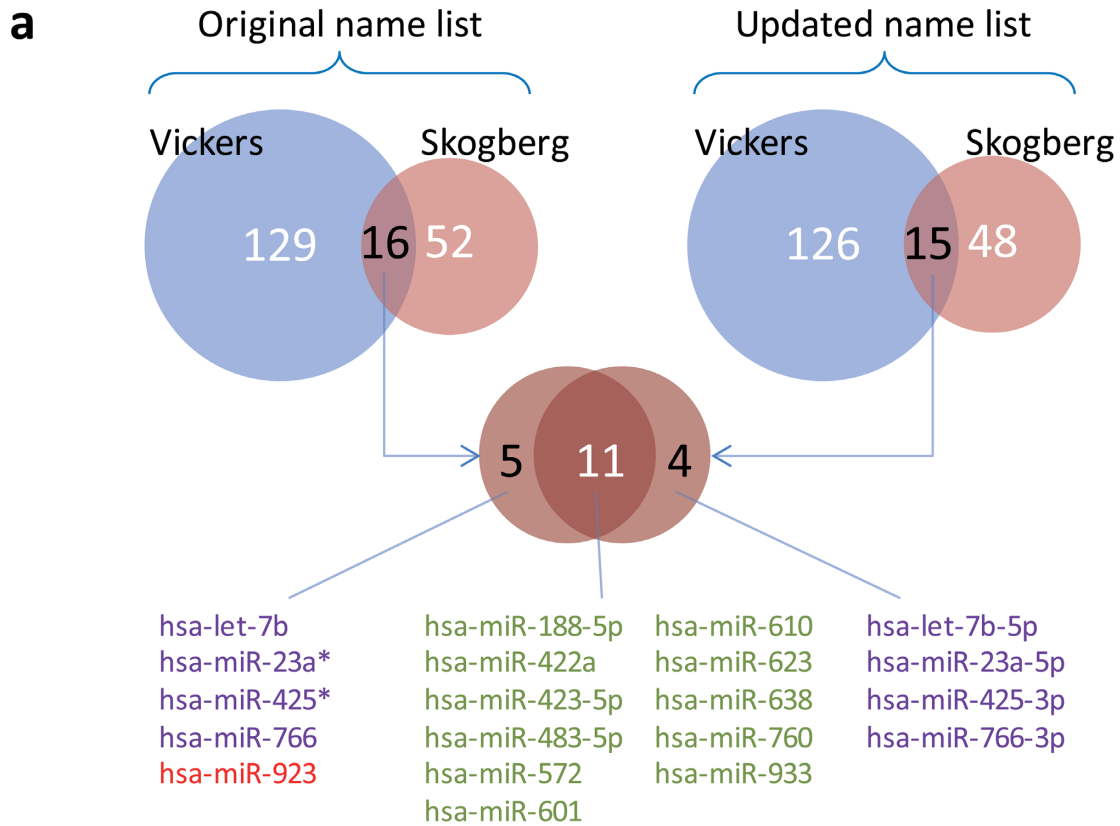 a
Original name list
Updated name list
Vickers
Skogberg
Vickers
Skogberg
129
16
52
126
15
48
5
11
4
hsa-let-7b
hsa-miR-23a*
hsa-miR-425*
hsa-miR-766
hsa-miR-923
hsa-miR-188-5p
hsa-miR-422a
hsa-miR-423-5p
hsa-miR-483-5p
hsa-miR-572
hsa-miR-601
hsa-miR-610
hsa-miR-623
hsa-miR-638
hsa-miR-760
hsa-miR-933
hsa-let-7b-5p
hsa-miR-23a-5p
hsa-miR-425-3p
hsa-miR-766-3p